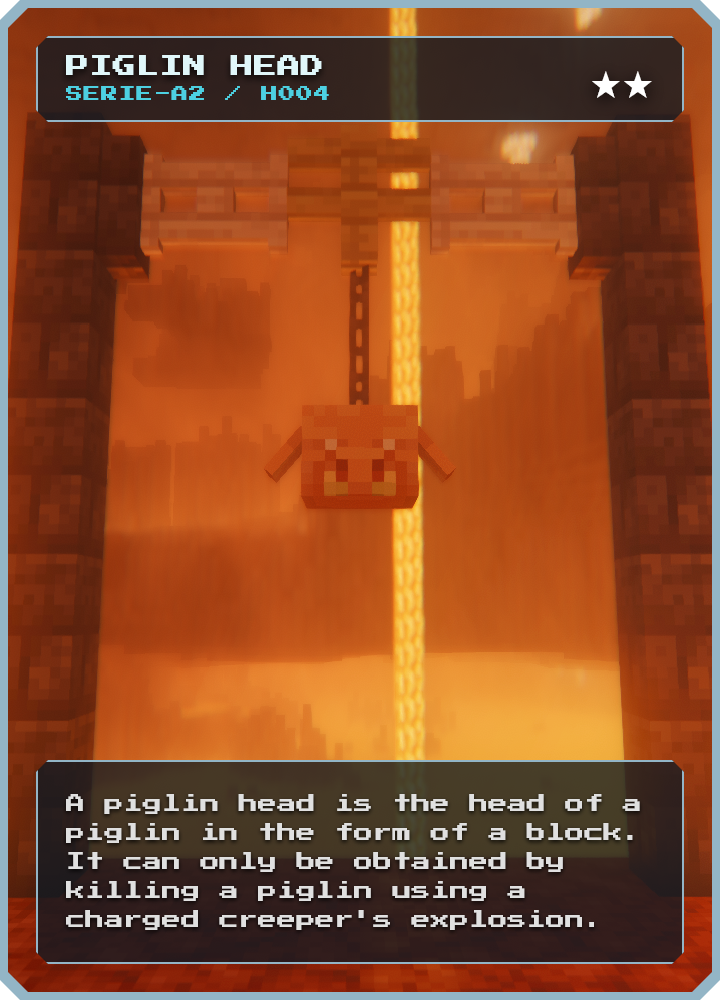 PIGLIN HEAD
SERIE-A2 / H004
A piglin head is the head of a
piglin in the form of a block.
It can only be obtained by
killing a piglin using a
charged creeper's explosion.